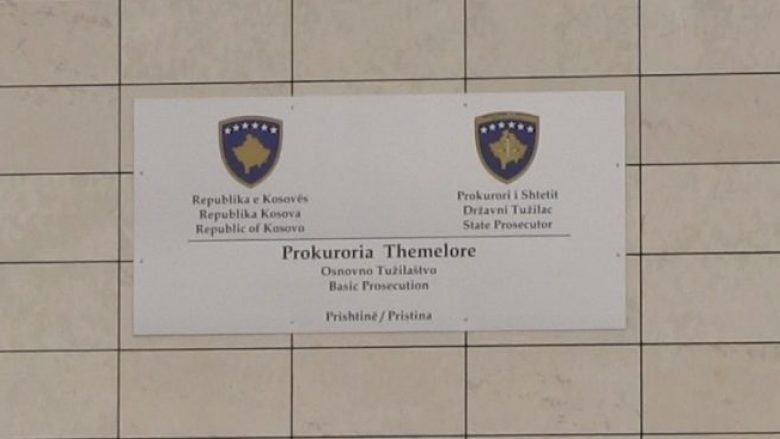 Republika e Kosovës
Republika Kosova
Republic of Kosovo
Prokurori i Shtetit
Državni Tužilac
State Prosecutor
Prokuroria Themelore
Osnovno Tužilaštvo
Basic Prosecution
Prishtinë / Pristina